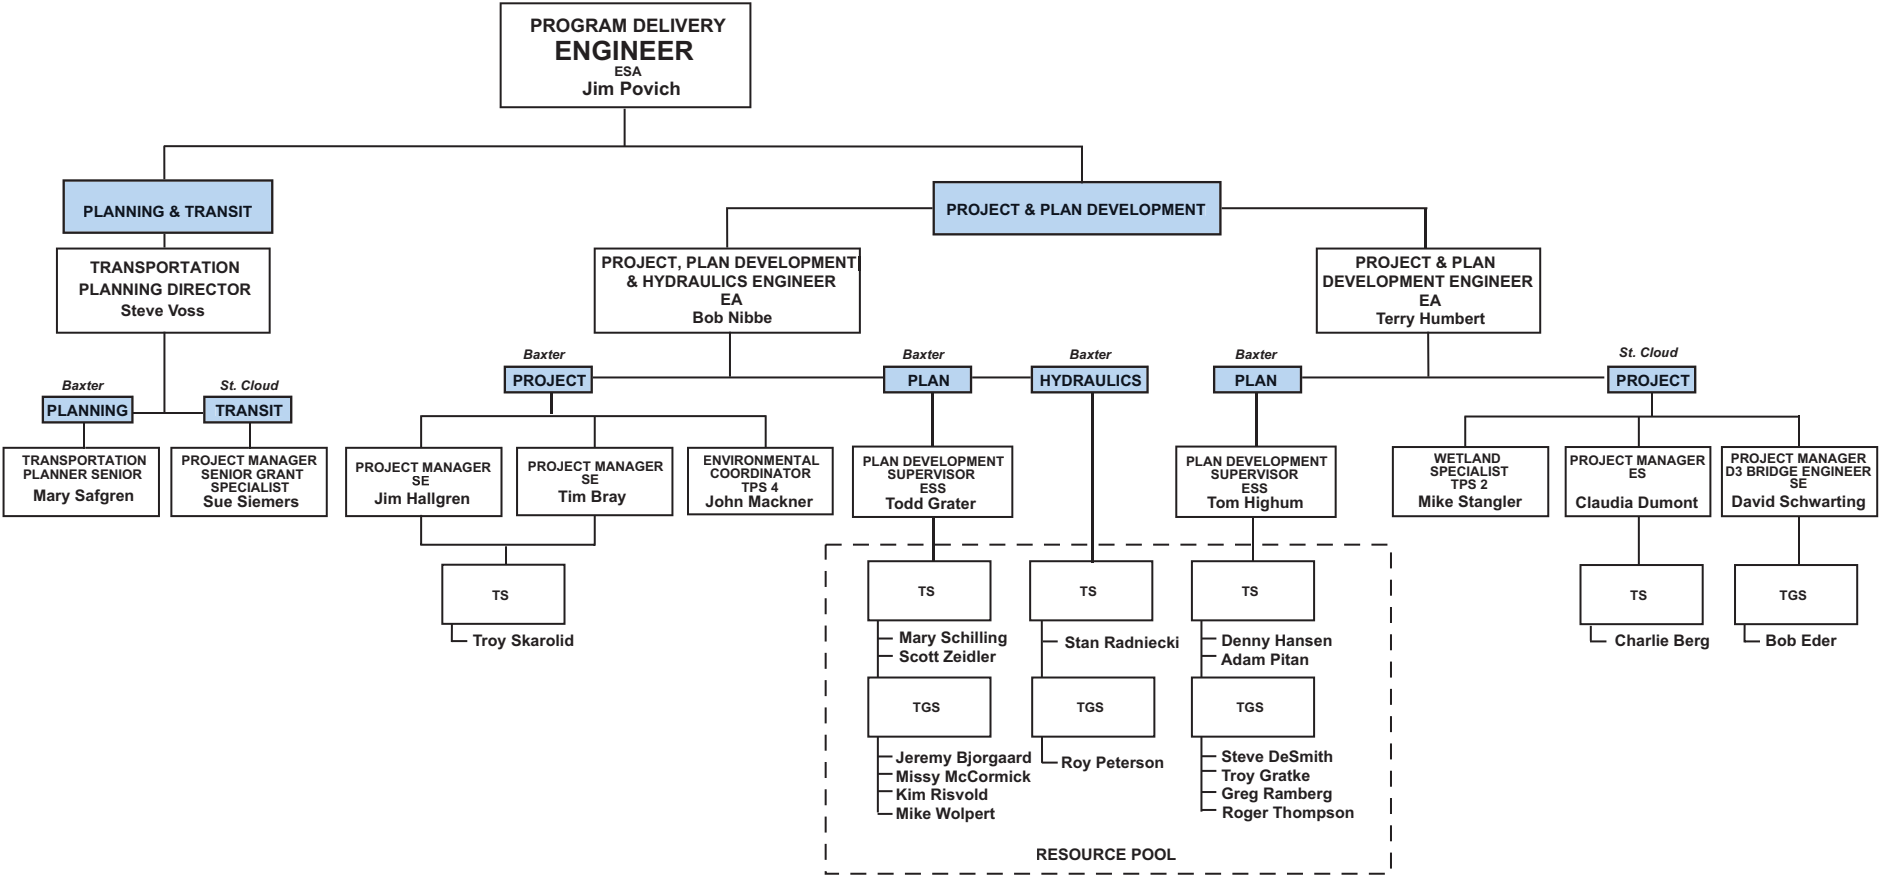 PROGRAM DELIVERY
ENGINEER
ESA
Jim Povich
PLANNING & TRANSIT
PROJECT & PLAN DEVELOPMENT
TRANSPORTATION
PLANNING DIRECTOR
Steve Voss
PROJECT, PLAN DEVELOPMENT
& HYDRAULICS ENGINEER
EA
Bob Nibbe
PROJECT & PLAN
DEVELOPMENT ENGINEER
EA
Terry Humbert
Baxter
PLANNING
St. Cloud
TRANSIT
Baxter
PROJECT
Baxter
PLAN
Baxter
HYDRAULICS
Baxter
PLAN
St. Cloud
PROJECT
TRANSPORTATION
PLANNER SENIOR
Mary Safgren
PROJECT MANAGER
SENIOR GRANT
SPECIALIST
Sue Siemers
PROJECT MANAGER
SE
Jim Hallgren
PROJECT MANAGER
SE
Tim Bray
ENVIRONMENTAL
COORDINATOR
TPS 4
John Mackner
PLAN DEVELOPMENT
SUPERVISOR
ESS
Todd Grater
PLAN DEVELOPMENT
SUPERVISOR
ESS
Tom Highum
WETLAND
SPECIALIST
TPS 2
Mike Stangler
PROJECT MANAGER
ES
Claudia Dumont
PROJECT MANAGER
D3 BRIDGE ENGINEER
SE
David Schwarting
TS
Troy Skarolid
TS
Mary Schilling
Scott Zeidler
TGS
Jeremy Bjorgaard
Missy McCormick
Kim Risvold
Mike Wolpert
TS
Stan Radniecki
TGS
Roy Peterson
TS
Denny Hansen
Adam Pitan
TGS
Steve DeSmith
Troy Gratke
Greg Ramberg
Roger Thompson
TS
Charlie Berg
TGS
Bob Eder
RESOURCE POOL